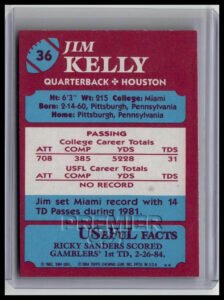 36
JIM
KELLY
QUARTERBACK + HOUSTON
Ht: 6'3" Wt: 215 College: Miami
Born: 2-14-60, Pittsburgh, Pennsylvania
Home: Pittsburgh, Pennsylvania
PASSING
College Career Totals
ATT COMP YDS TDS
708 385 5228 31
USFL Career Totals
ATT COMP YDS TDS
NO RECORD
Jim set Miami record with 14
TD Passes during 1981.
PREMIER
USEFUL FACTS
RICKY SANDERS SCORED
GAMBLERS' 1st TD, 2-26-84.